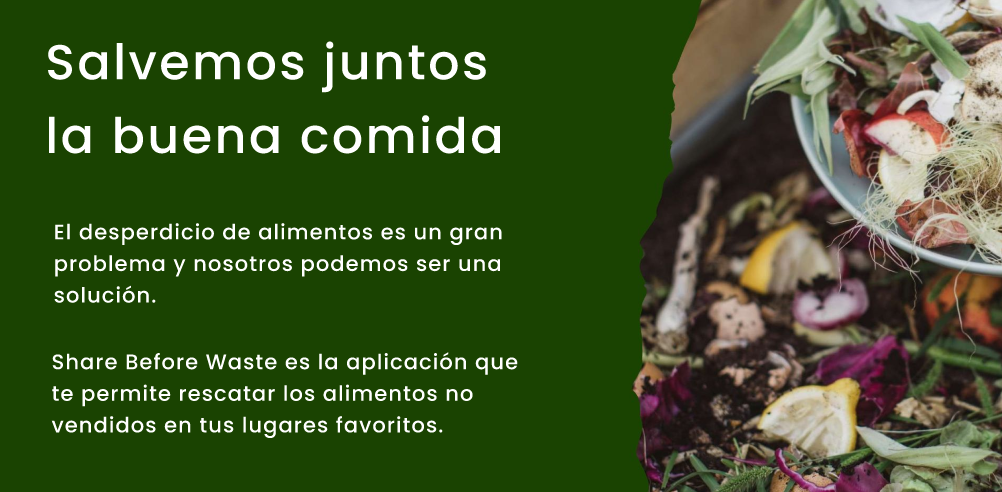 Salvemos juntos
la buena comida
El desperdicio de alimentos es un gran
problema y nosotros podemos ser una
solución.
Share Before Waste es la aplicación que
te permite rescatar los alimentos no
vendidos en tus lugares favoritos.